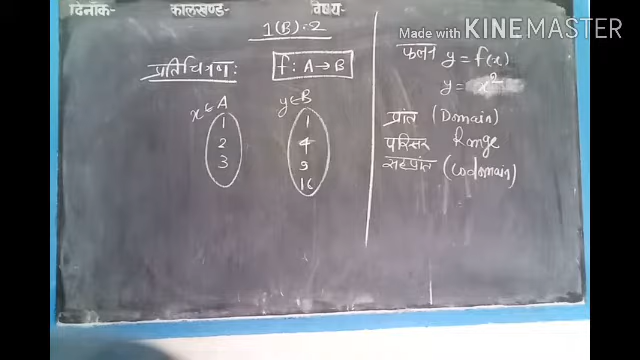 दिनाँक- कालखण्ड- विषय-
1(B).2
प्रतिचित्रण:
f: A → B
x ∈ A
1
2
3
y ∈ B
1
4
9
16
Made with KINEMASTER
फलन y = f(x)
y = x²
प्रांत (Domain)
परिसर Range
सहप्रांत (Codomain)